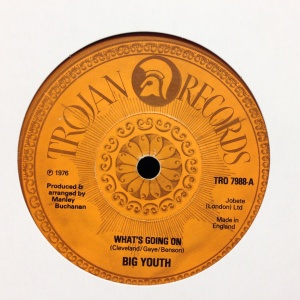 TROJAN RECORDS
℗ 1976
TRO 7988-A
Produced &
arranged by
Manley
Buchanan
Jobete
(London) Ltd
Made in
England
WHAT'S GOING ON
(Cleveland/Gaye/Benson)
BIG YOUTH